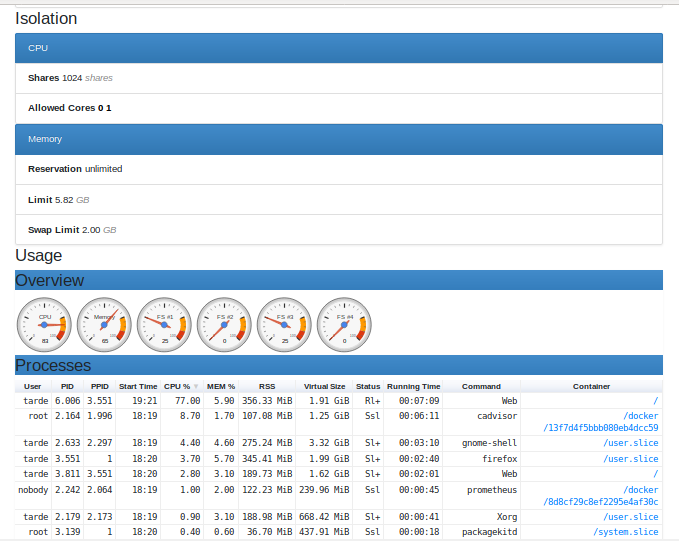 Isolation
CPU
Shares 1024 shares
Allowed Cores 0 1
Memory
Reservation unlimited
Limit 5.82 GB
Swap Limit 2.00 GB
Usage
Overview
CPU Memory FS #1 FS #2 FS #3 FS #4
83 65 25 0 25 0
Processes
User PID PPID Start Time CPU % MEM % RSS Virtual Size Status Running Time Command Container
tarde 6.006 3.551 19:21 77.00 5.90 356.33 MiB 1.91 GiB Rl+ 00:07:09 Web /
root 2.164 1.996 18:19 8.70 1.70 107.08 MiB 1.25 GiB Ssl 00:06:11 cadvisor /docker
/13f7d4f5bbb080eb4dcc59
tarde 2.633 2.297 18:19 4.40 4.60 275.24 MiB 3.32 GiB Sl+ 00:03:10 gnome-shell /user.slice
tarde 3.551 1 18:20 3.70 5.70 345.41 MiB 1.99 GiB Sl+ 00:02:40 firefox /user.slice
tarde 3.811 3.551 18:20 2.80 3.10 189.73 MiB 1.62 GiB Sl+ 00:02:01 Web /
nobody 2.242 2.064 18:19 1.00 2.00 122.23 MiB 239.96 MiB Ssl 00:00:45 prometheus /docker
/8d8cf29c8ef2295e4af30c
tarde 2.179 2.173 18:19 0.90 3.10 188.98 MiB 668.42 MiB Sl+ 00:00:41 Xorg /user.slice
root 3.139 1 18:20 0.40 0.60 36.70 MiB 437.91 MiB Ssl 00:00:18 packagekitd /system.slice